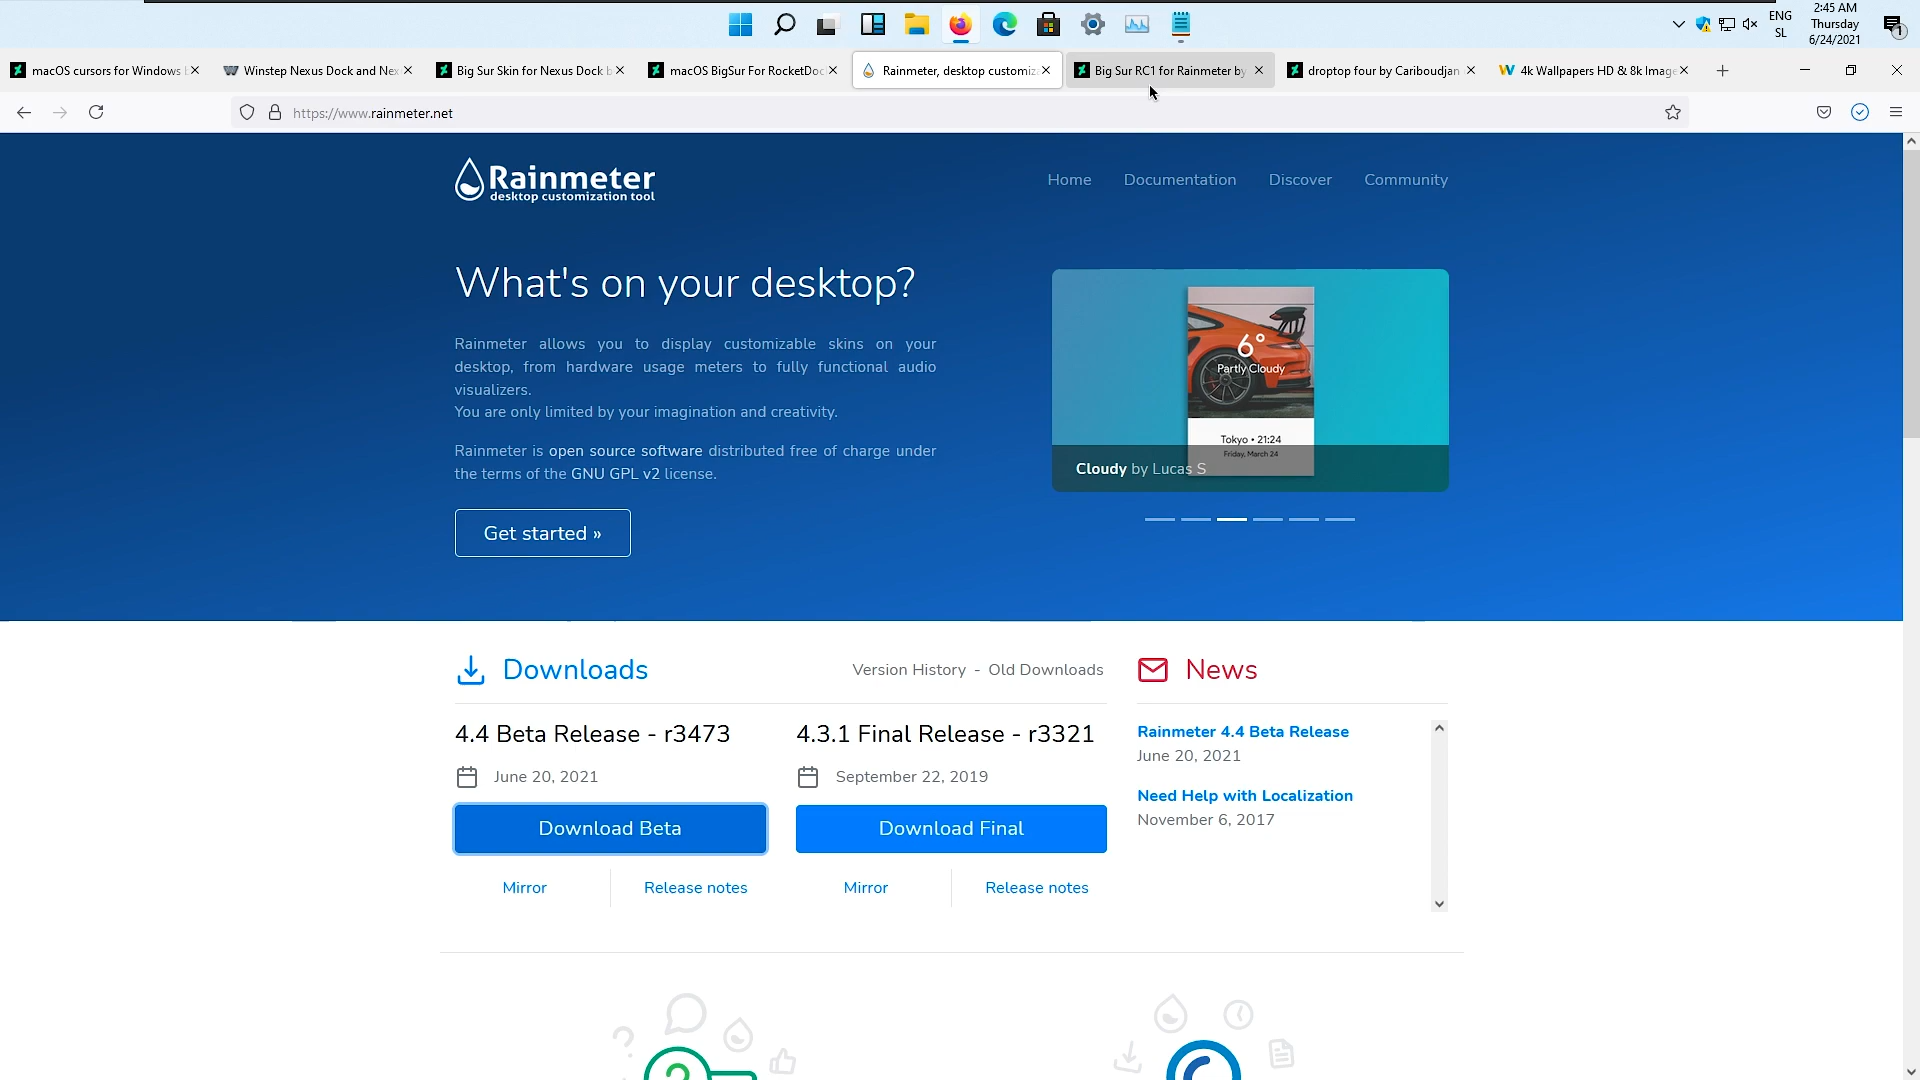 2:45 AM
ENG
Thursday
SL
6/24/2021
1
macOS cursors for Windows
Winstep Nexus Dock and Nex
Big Sur Skin for Nexus Dock b
macOS BigSur For RocketDoc
Rainmeter, desktop customiza
Big Sur RC1 for Rainmeter by
droptop four by Cariboudjan
4k Wallpapers HD & 8k Image
https://www.rainmeter.net
Rainmeter
desktop customization tool
Home Documentation Discover Community
What's on your desktop?
Rainmeter allows you to display customizable skins on your
desktop, from hardware usage meters to fully functional audio
visualizers.
You are only limited by your imagination and creativity.
Rainmeter is open source software distributed free of charge under
the terms of the GNU GPL v2 license.
Get started »
6°
Partly Cloudy
Tokyo • 21:24
Friday, March 24
Cloudy by Lucas S
Downloads
Version History - Old Downloads
4.4 Beta Release - r3473
June 20, 2021
Download Beta
Mirror
Release notes
4.3.1 Final Release - r3321
September 22, 2019
Download Final
Mirror
Release notes
News
Rainmeter 4.4 Beta Release
June 20, 2021
Need Help with Localization
November 6, 2017